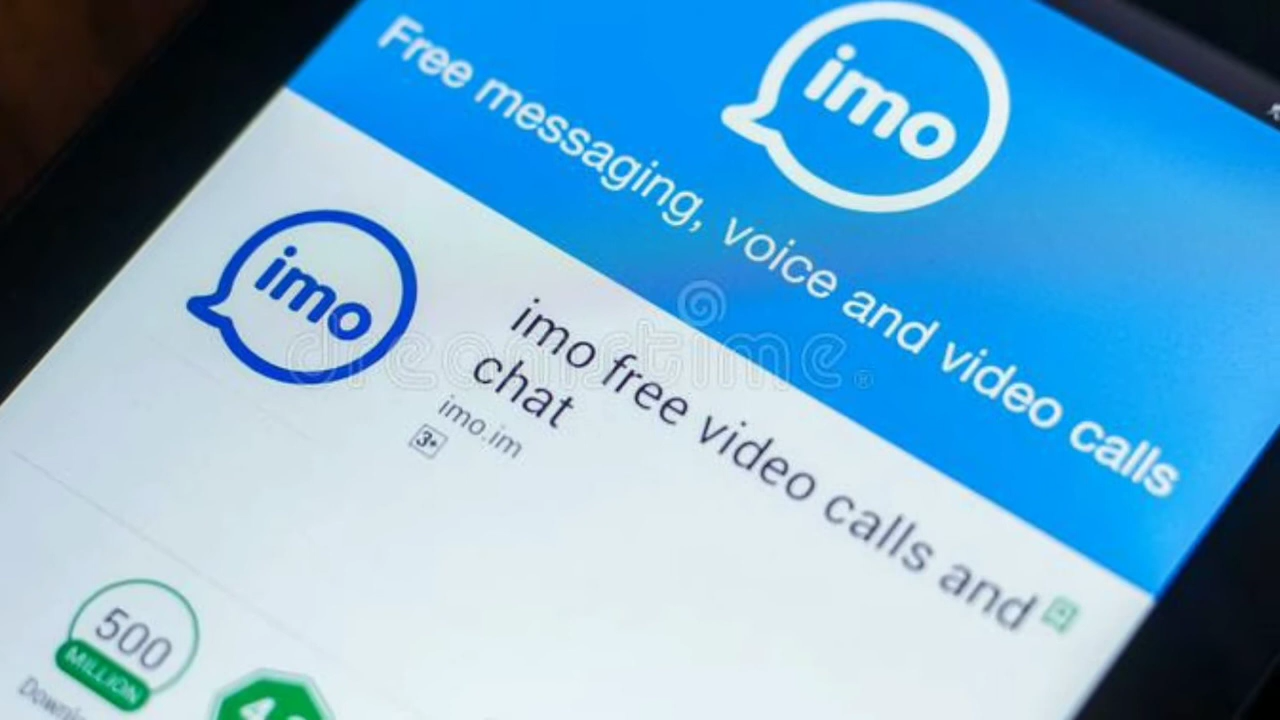 imo
Free messaging, voice and video calls
imo
imo free video calls and
chat
imo.im
3+
dreamstime
500
MILLION